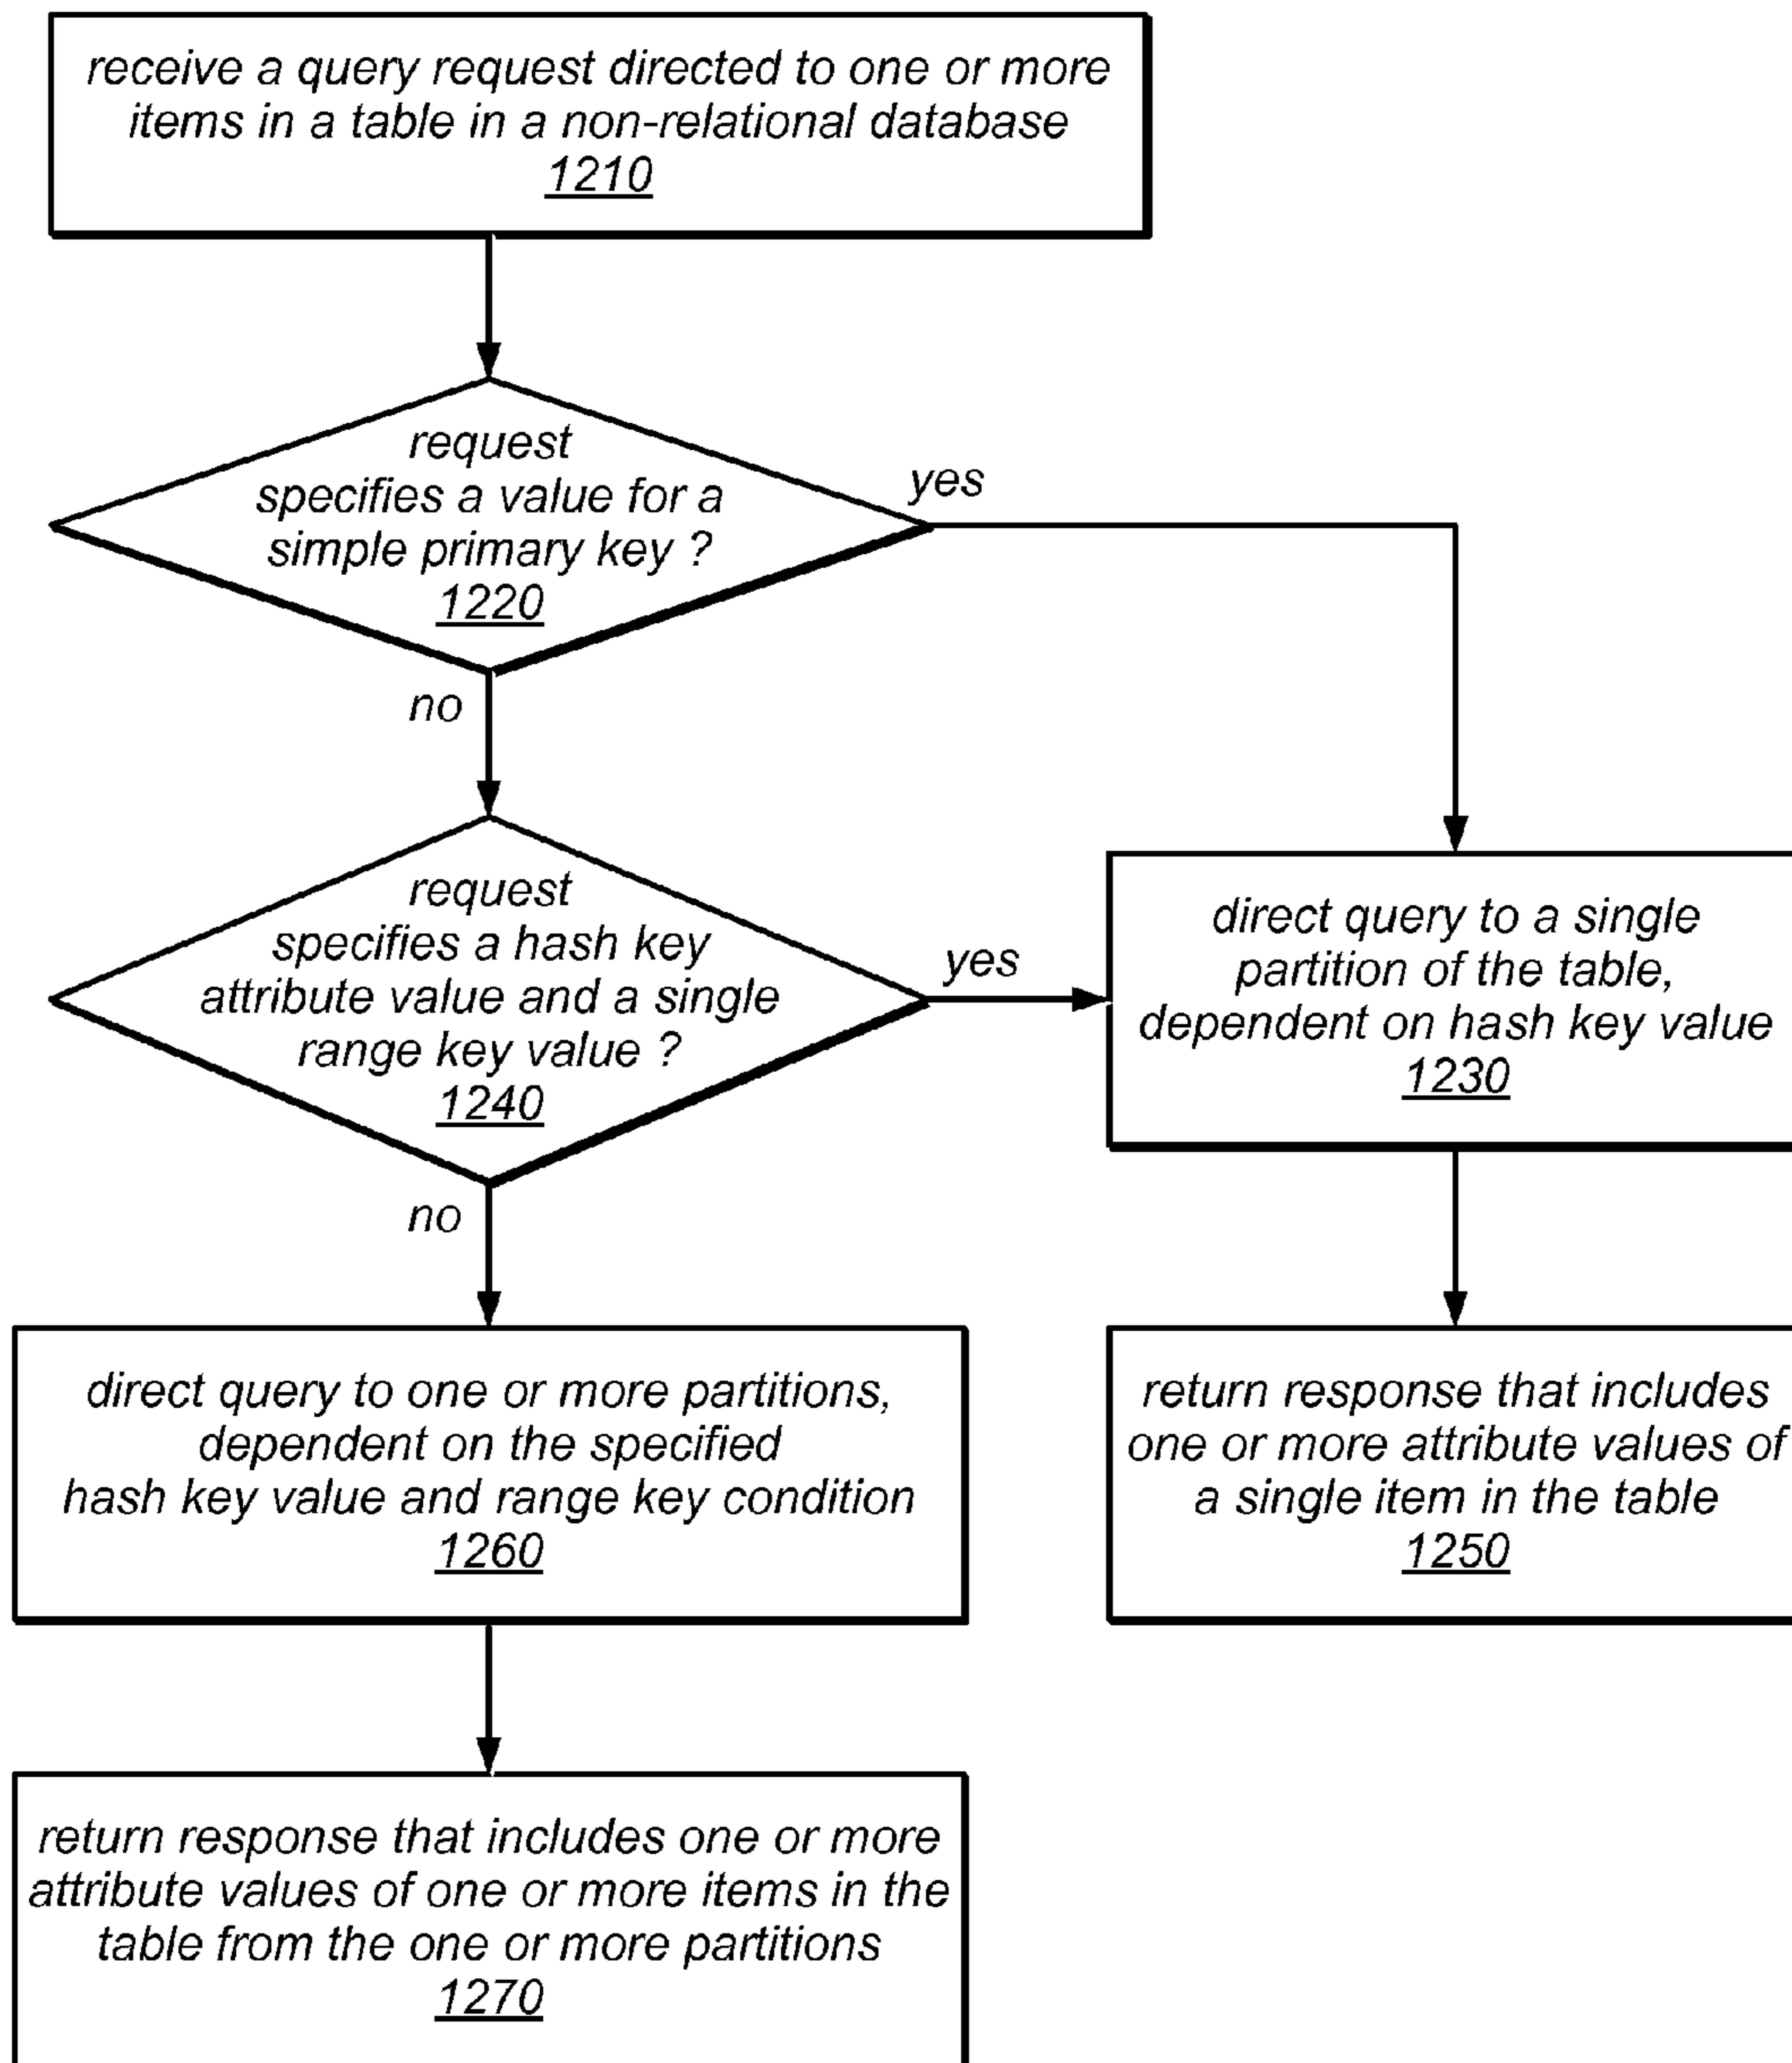 receive a query request directed to one or more
items in a table in a non-relational database
1210
request
specifies a value for a
simple primary key ?
1220
yes
no
request
specifies a hash key
attribute value and a single
range key value ?
1240
yes
no
direct query to a single
partition of the table,
dependent on hash key value
1230
direct query to one or more partitions,
dependent on the specified
hash key value and range key condition
1260
return response that includes
one or more attribute values of
a single item in the table
1250
return response that includes one or more
attribute values of one or more items in the
table from the one or more partitions
1270